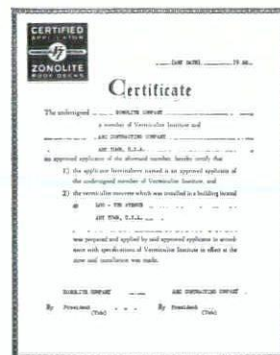 CERTIFIED
APPLICATOR
ZONOLITE
ROOF DECKS
(ANY DATE) 19
Certificate
The undersigned ZONOLITE COMPANY
a member of Vermiculite Institute and
ABC CONTRACTING COMPANY
ANY TOWN, U.S.A.
an approved applicator of the aforesaid member, hereby certify that
1) the applicator hereinabove named is an approved applicator of
the undersigned member of Vermiculite Institute, and
2) the vermiculite concrete which was installed in a building located
at - THE AVENUE
ANY TOWN, U.S.A.
was prepared and applied by said approved applicator in accord-
ance with specifications of Vermiculite Institute in effect at the
time said installation was made.
ZONOLITE COMPANY ABC CONTRACTING COMPANY
By President By President
(Title) (Title)